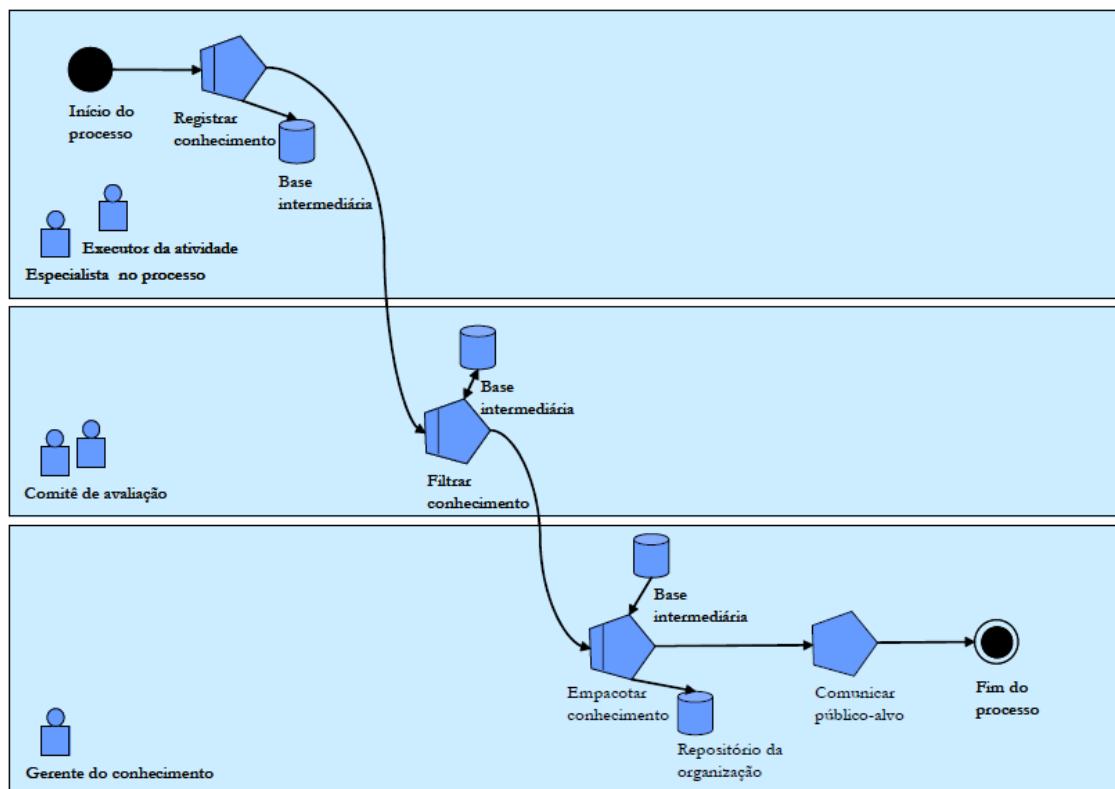 Início do
processo
Registrar
conhecimento
Base
intermediária
Executor da atividade
Especialista no processo
Base
intermediária
Filtrar
conhecimento
Comitê de avaliação
Base
intermediária
Empacotar
conhecimento
Comunicar
público-alvo
Fim do
processo
Repositório da
organização
Gerente do conhecimento